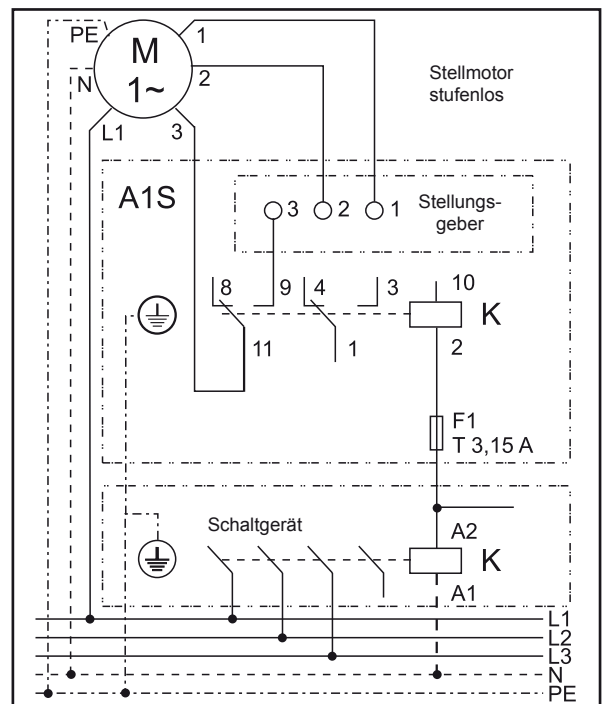 PE
1
M
1~
N
2
L1
3
Stellmotor
stufenlos
A1S
3
2
1
Stellungs-
geber
8
9
4
3
10
K
11
1
2
F1
T 3,15 A
Schaltgerät
A2
K
A1
L1
L2
L3
N
PE